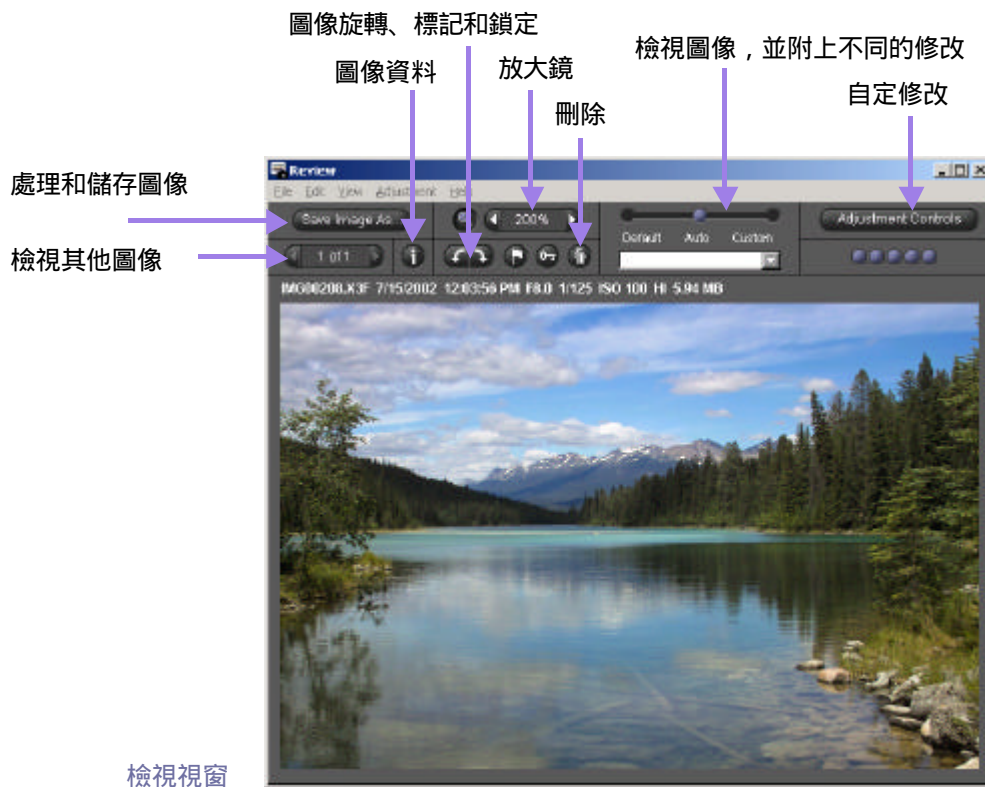 圖像旋轉、標記和鎖定
檢視圖像，並附上不同的修改
圖像資料
放大鏡
自定修改
刪除
處理和儲存圖像
檢視其他圖像
Review
File Edit View Adjustment Help
Save Image As
200%
Adjustment Controls
Default Auto Custom
1 of 1
IMG00208.X3F 7/15/2002 12:03:56 PM F8.0 1/125 ISO 100 HI 5.94 MB
檢視視窗